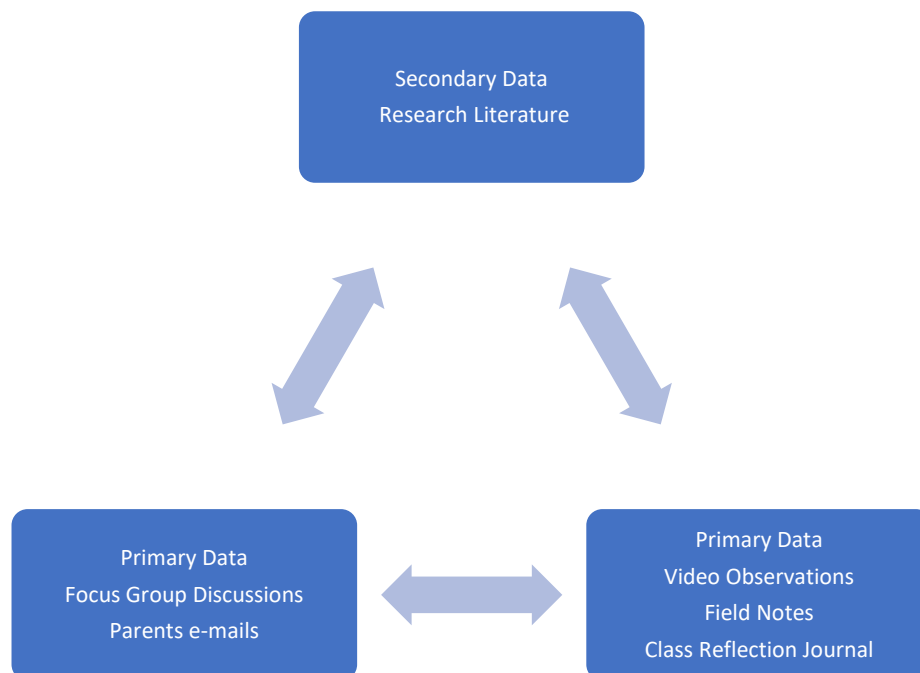 Secondary Data
Research Literature
Primary Data
Focus Group Discussions
Parents e-mails
Primary Data
Video Observations
Field Notes
Class Reflection Journal